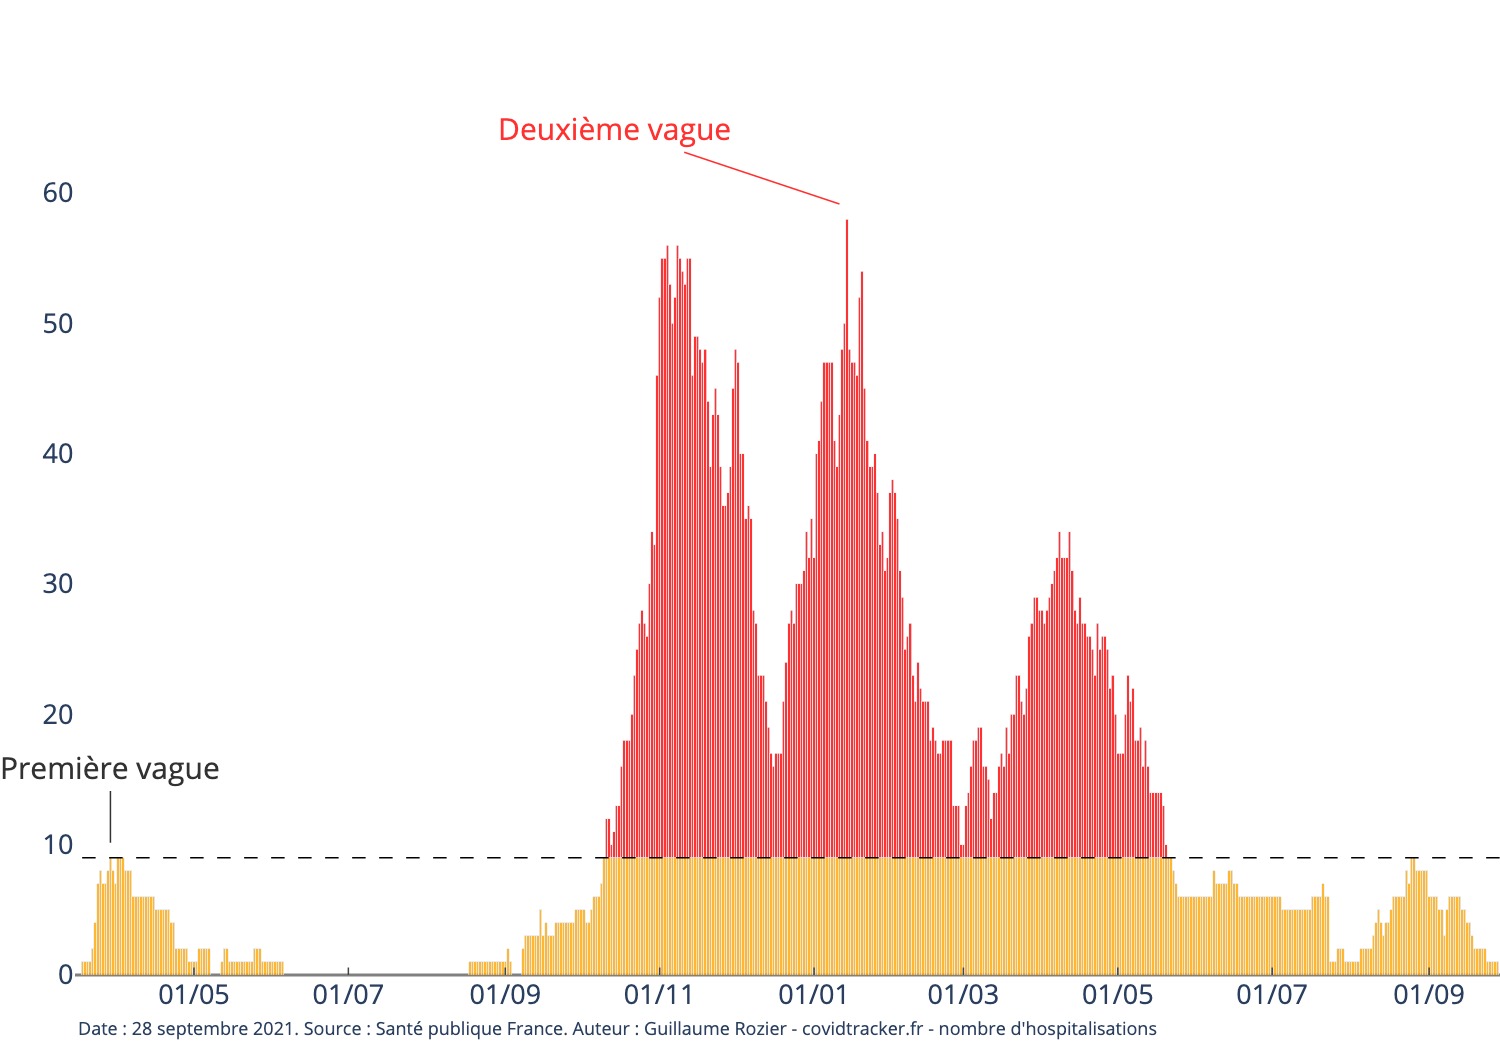 Deuxième vague
60
50
40
30
20
Première vague
10
0
01/05 01/07 01/09 01/11 01/01 01/03 01/05 01/07 01/09
Date : 28 septembre 2021. Source : Santé publique France. Auteur : Guillaume Rozier - covidtracker.fr - nombre d'hospitalisations